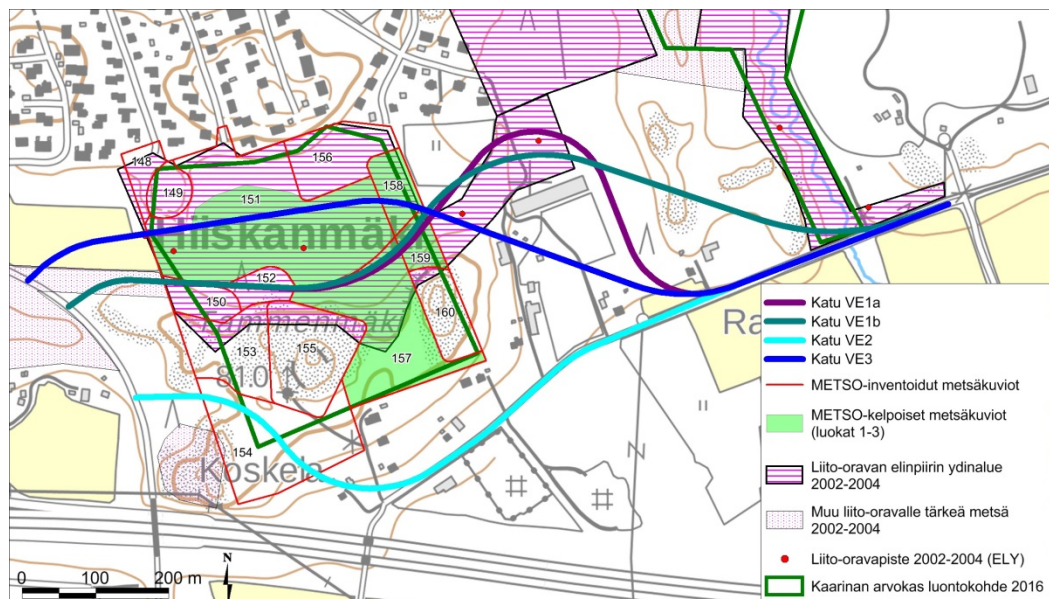 148
156
149
158
151
Liiskanmäki
159
152
150
160
Tammenmäki
153
155
157
810
154
Koskela
Ra
Katu VE1a
Katu VE1b
Katu VE2
Katu VE3
METSO-inventoidut metsäkuviot
METSO-kelpoiset metsäkuviot
(luokat 1-3)
Liito-oravan elinpiirin ydinalue
2002-2004
Muu liito-oravalle tärkeä metsä
2002-2004
Liito-oravapiste 2002-2004 (ELY)
Kaarinan arvokas luontokohde 2016
N
0 100 200 m